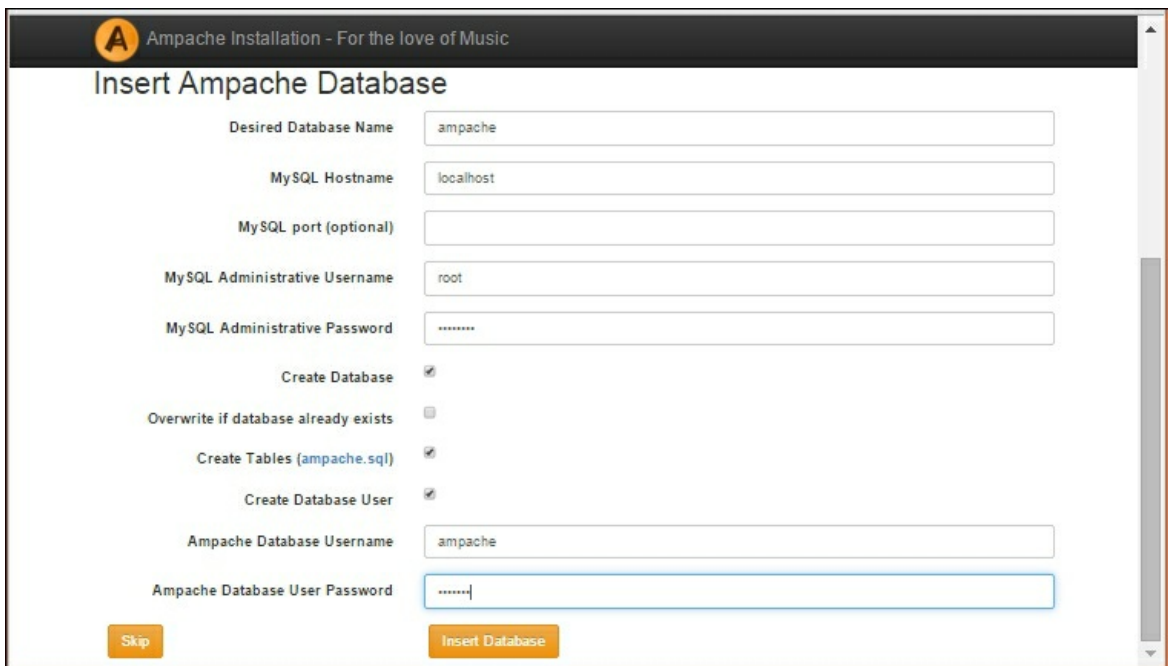 Ampache Installation - For the love of Music
Insert Ampache Database
Desired Database Name ampache
MySQL Hostname localhost
MySQL port (optional)
MySQL Administrative Username root
MySQL Administrative Password ••••••••
Create Database
Overwrite if database already exists
Create Tables (ampache.sql)
Create Database User
Ampache Database Username ampache
Ampache Database User Password •••••••
Skip Insert Database